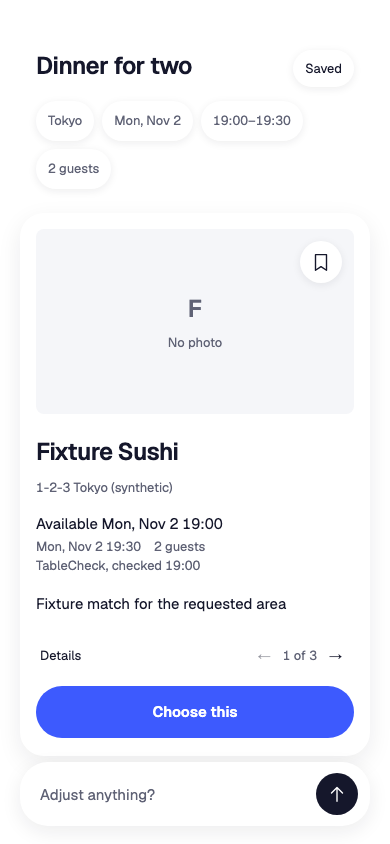 Dinner for two
Saved
Tokyo
Mon, Nov 2
19:00–19:30
2 guests
F
No photo
Fixture Sushi
1-2-3 Tokyo (synthetic)
Available Mon, Nov 2 19:00
Mon, Nov 2 19:30 2 guests
TableCheck, checked 19:00
Fixture match for the requested area
Details
← 1 of 3 →
Choose this
Adjust anything?